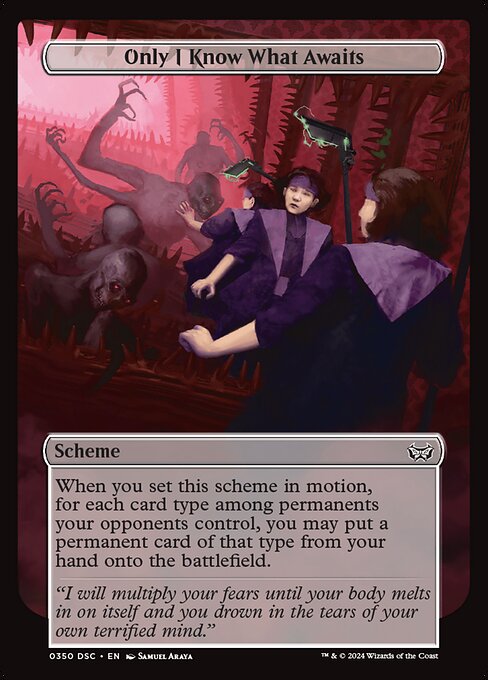 Only I Know What Awaits
Scheme
When you set this scheme in motion,
for each card type among permanents
your opponents control, you may put a
permanent card of that type from your
hand onto the battlefield.
“I will multiply your fears until your body melts
in on itself and you drown in the tears of your
own terrified mind.”
0350 DSC • EN Samuel Araya ™ & © 2024 Wizards of the Coast